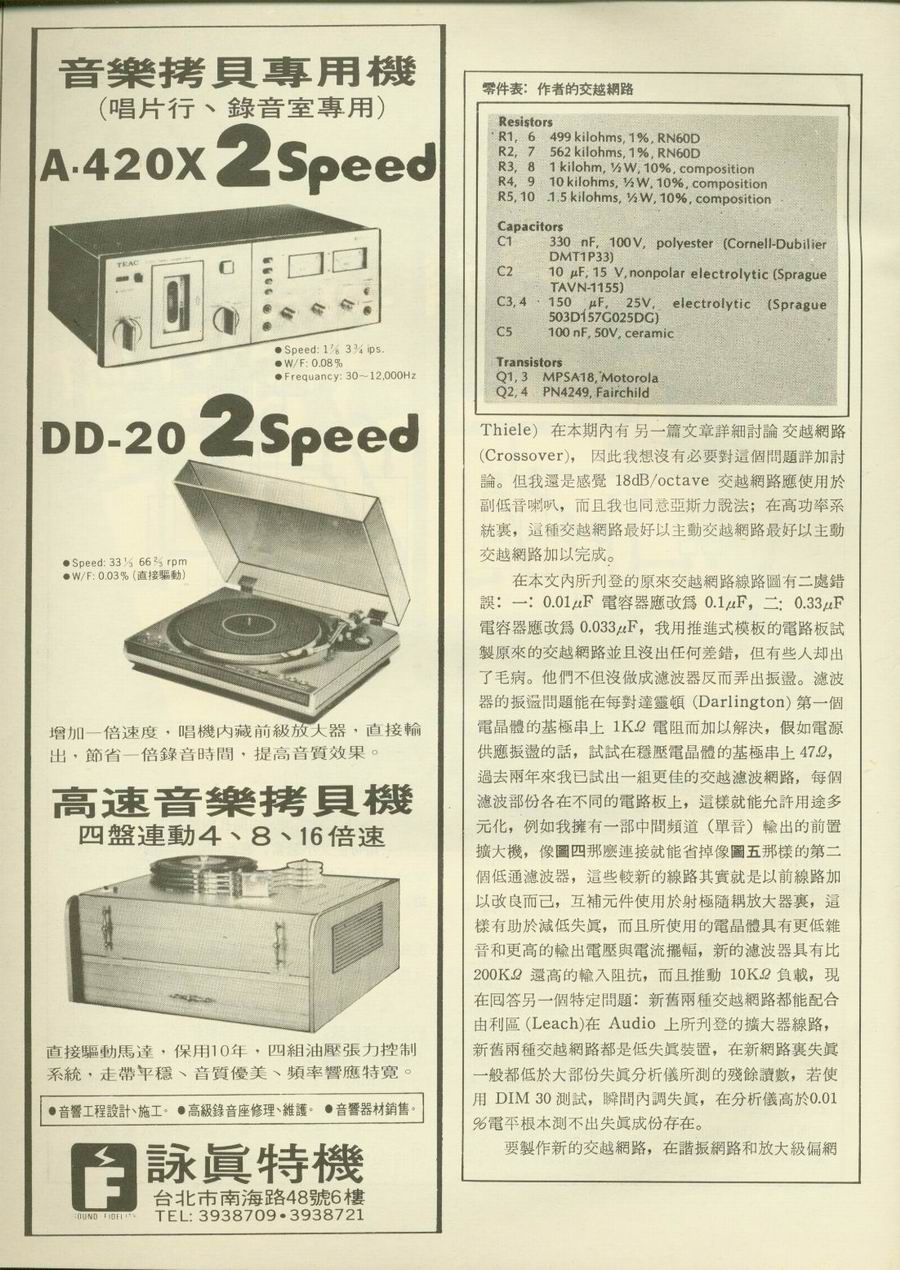 音樂拷貝專用機
(唱片行、錄音室專用)
A·420X 2Speed
TEAC
●Speed: 1⅞ 3¾ ips.
●W/F: 0.08%
●Frequancy: 30~12,000Hz
DD-20 2Speed
●Speed: 33⅓ 66⅔ rpm
●W/F: 0.03% (直接驅動)
增加一倍速度，唱機內藏前級放大器，直接輸
出，節省一倍錄音時間，提高音質效果。
高速音樂拷貝機
四盤連動4、8、16倍速
直接驅動馬達，保用10年，四組油壓張力控制
系統，走帶平穩、音質優美、頻率響應特寬。
●音響工程設計、施工。●高級錄音座修理、維護。●音響器材銷售。
詠眞特機
SOUND FIDELITY
台北市南海路48號6樓
TEL: 3938709•3938721
零件表: 作者的交越網路
Resistors
R1, 6 499 kilohms, 1%, RN60D
R2, 7 562 kilohms, 1%, RN60D
R3, 8 1 kilohm, ½W, 10%, composition
R4, 9 10 kilohms, ½W, 10%, composition
R5, 10 1.5 kilohms, ½W, 10%, composition
Capacitors
C1 330 nF, 100V, polyester (Cornell-Dubilier
DMT1P33)
C2 10 μF, 15 V, nonpolar electrolytic (Sprague
TAVN-1155)
C3, 4 150 μF, 25V, electrolytic (Sprague
503D157G025DG)
C5 100 nF, 50V, ceramic
Transistors
Q1, 3 MPSA18, Motorola
Q2, 4 PN4249, Fairchild
Thiele) 在本期內有另一篇文章詳細討論交越網路
(Crossover)，因此我想沒有必要對這個問題詳加討
論。但我還是感覺 18dB/octave 交越網路應使用於
副低音喇叭，而且我也同意亞斯力說法；在高功率系
統裏，這種交越網路最好以主動交越網路最好以主動
交越網路加以完成。
在本文內所刊登的原來交越網路線路圖有二處錯
誤：一：0.01μF 電容器應改爲 0.1μF，二：0.33μF
電容器應改爲 0.033μF，我用推進式模板的電路板試
製原來的交越網路並且沒出任何差錯，但有些人却出
了毛病。他們不但沒做成濾波器反而弄出振盪。濾波
器的振盪問題能在每對達靈頓 (Darlington) 第一個
電晶體的基極串上 1KΩ 電阻而加以解決，假如電源
供應振盪的話，試試在穩壓電晶體的基極串上 47Ω，
過去兩年來我已試出一組更佳的交越濾波網路，每個
濾波部份各在不同的電路板上，這樣就能允許用途多
元化，例如我擁有一部中間頻道（單音）輸出的前置
擴大機，像圖四那麼連接就能省掉像圖五那樣的第二
個低通濾波器，這些較新的線路其實就是以前線路加
以改良而已，互補元件使用於射極隨耦放大器裏，這
樣有助於減低失眞，而且所使用的電晶體具有更低雜
音和更高的輸出電壓與電流擺幅，新的濾波器具有比
200KΩ 還高的輸入阻抗，而且推動 10KΩ 負載，現
在回答另一個特定問題：新舊兩種交越網路都能配合
由利區 (Leach)在 Audio 上所刊登的擴大器線路，
新舊兩種交越網路都是低失眞裝置，在新網路裏失眞
一般都低於大部份失眞分析儀所測的殘餘讀數，若使
用 DIM 30 測試，瞬間內調失眞，在分析儀高於0.01
%電平根本測不出失眞成份存在。
要製作新的交越網路，在諧振網路和放大級偏網